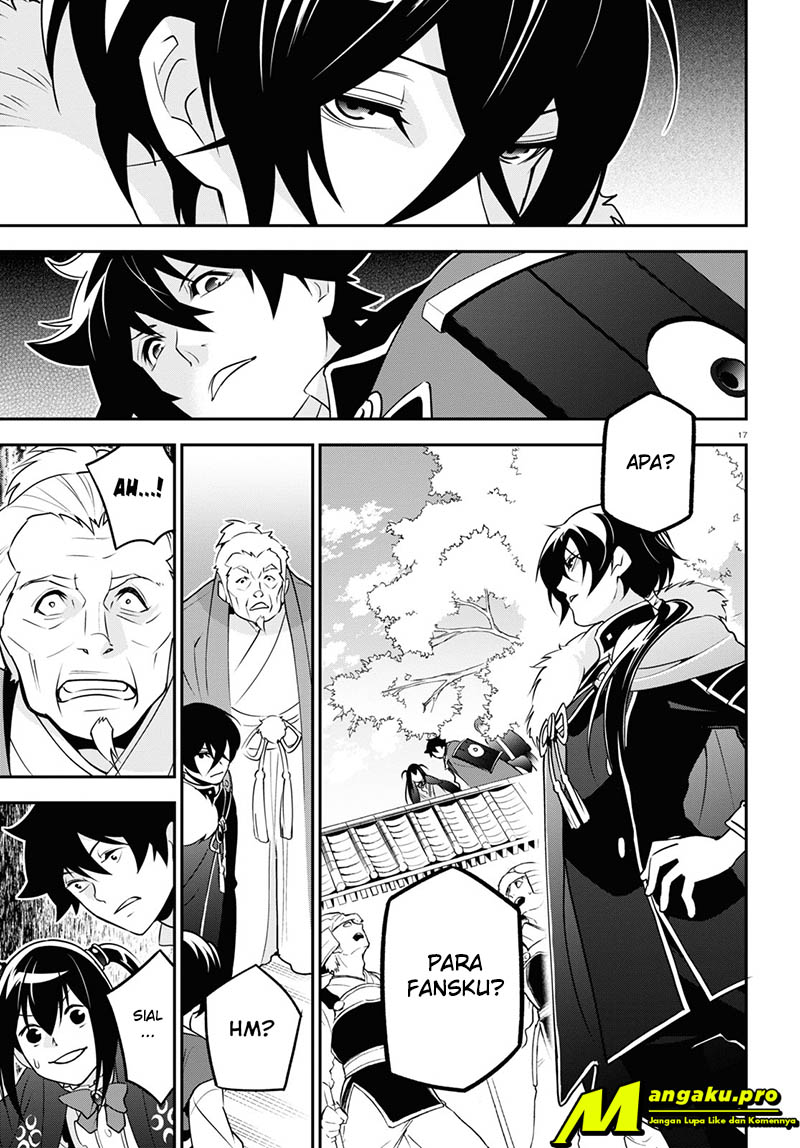 17
APA?
PARA
FANSKU?
HM?
AH...!
SIAL
...
Mangaku.pro
Jangan Lupa Like dan Komennya